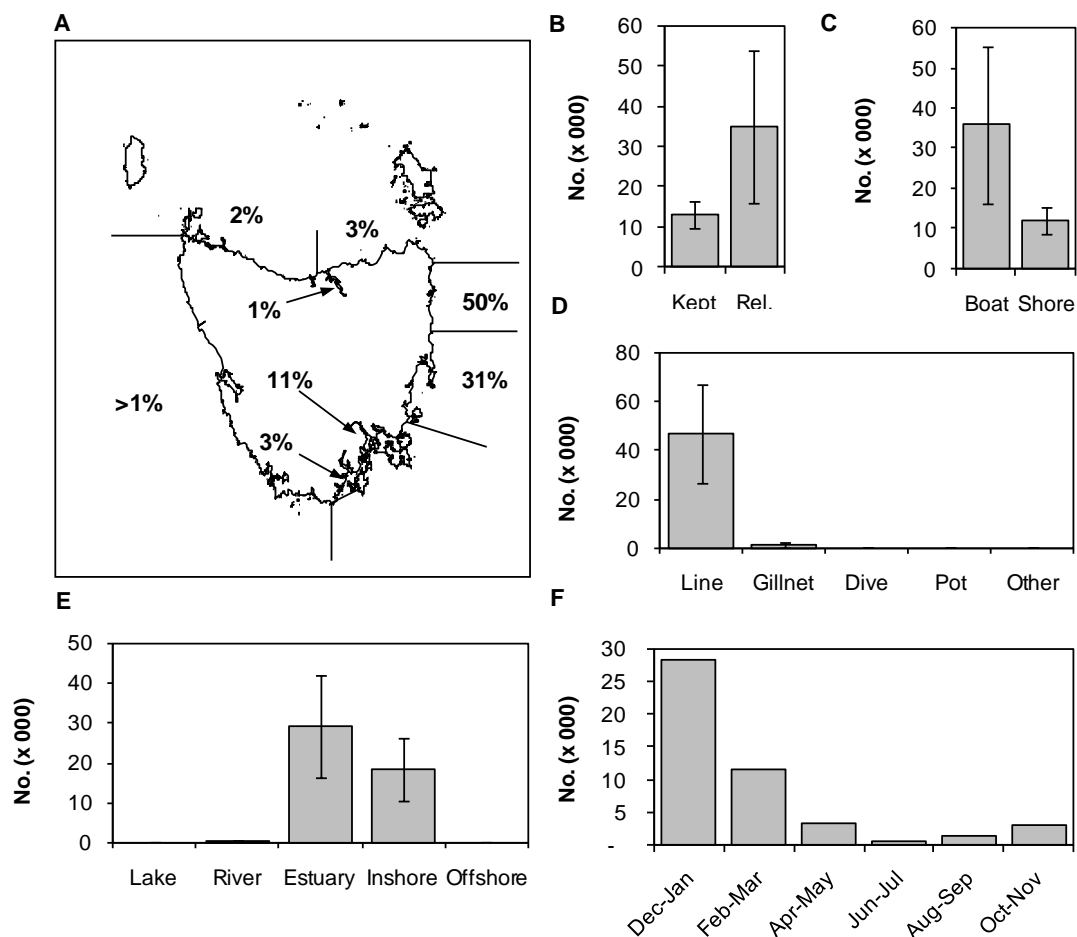 A
2%
3%
1%
50%
31%
11%
>1%
3%
B
No. (x 000)
60
50
40
30
20
10
0
Kept Rel.
C
No. (x 000)
60
50
40
30
20
10
0
Boat Shore
D
No. (x 000)
80
60
40
20
0
Line Gillnet Dive Pot Other
E
No. (x 000)
50
40
30
20
10
0
Lake River Estuary Inshore Offshore
F
No. (x 000)
30
25
20
15
10
5
-
Dec-Jan Feb-Mar Apr-May Jun-Jul Aug-Sep Oct-Nov